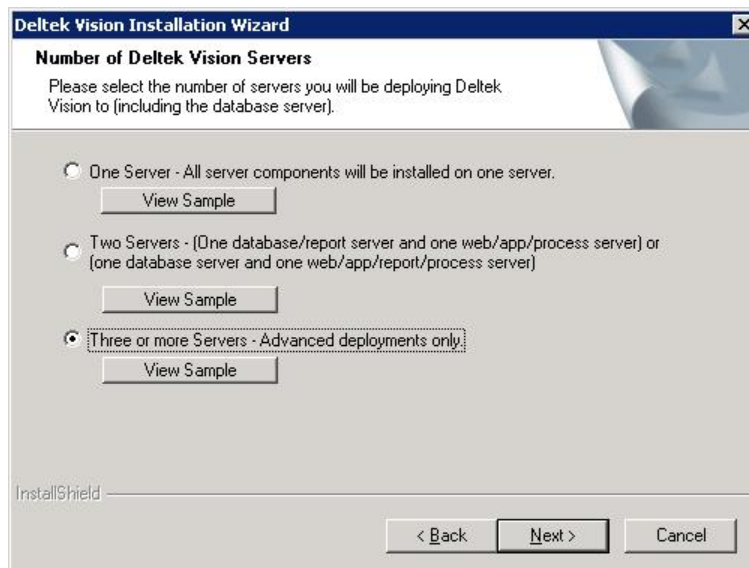 Deltek Vision Installation Wizard
Number of Deltek Vision Servers
Please select the number of servers you will be deploying Deltek
Vision to (including the database server).
One Server - All server components will be installed on one server.
View Sample
Two Servers - (One database/report server and one web/app/process server) or
(one database server and one web/app/report/process server)
View Sample
Three or more Servers - Advanced deployments only.
View Sample
InstallShield
< Back
Next >
Cancel